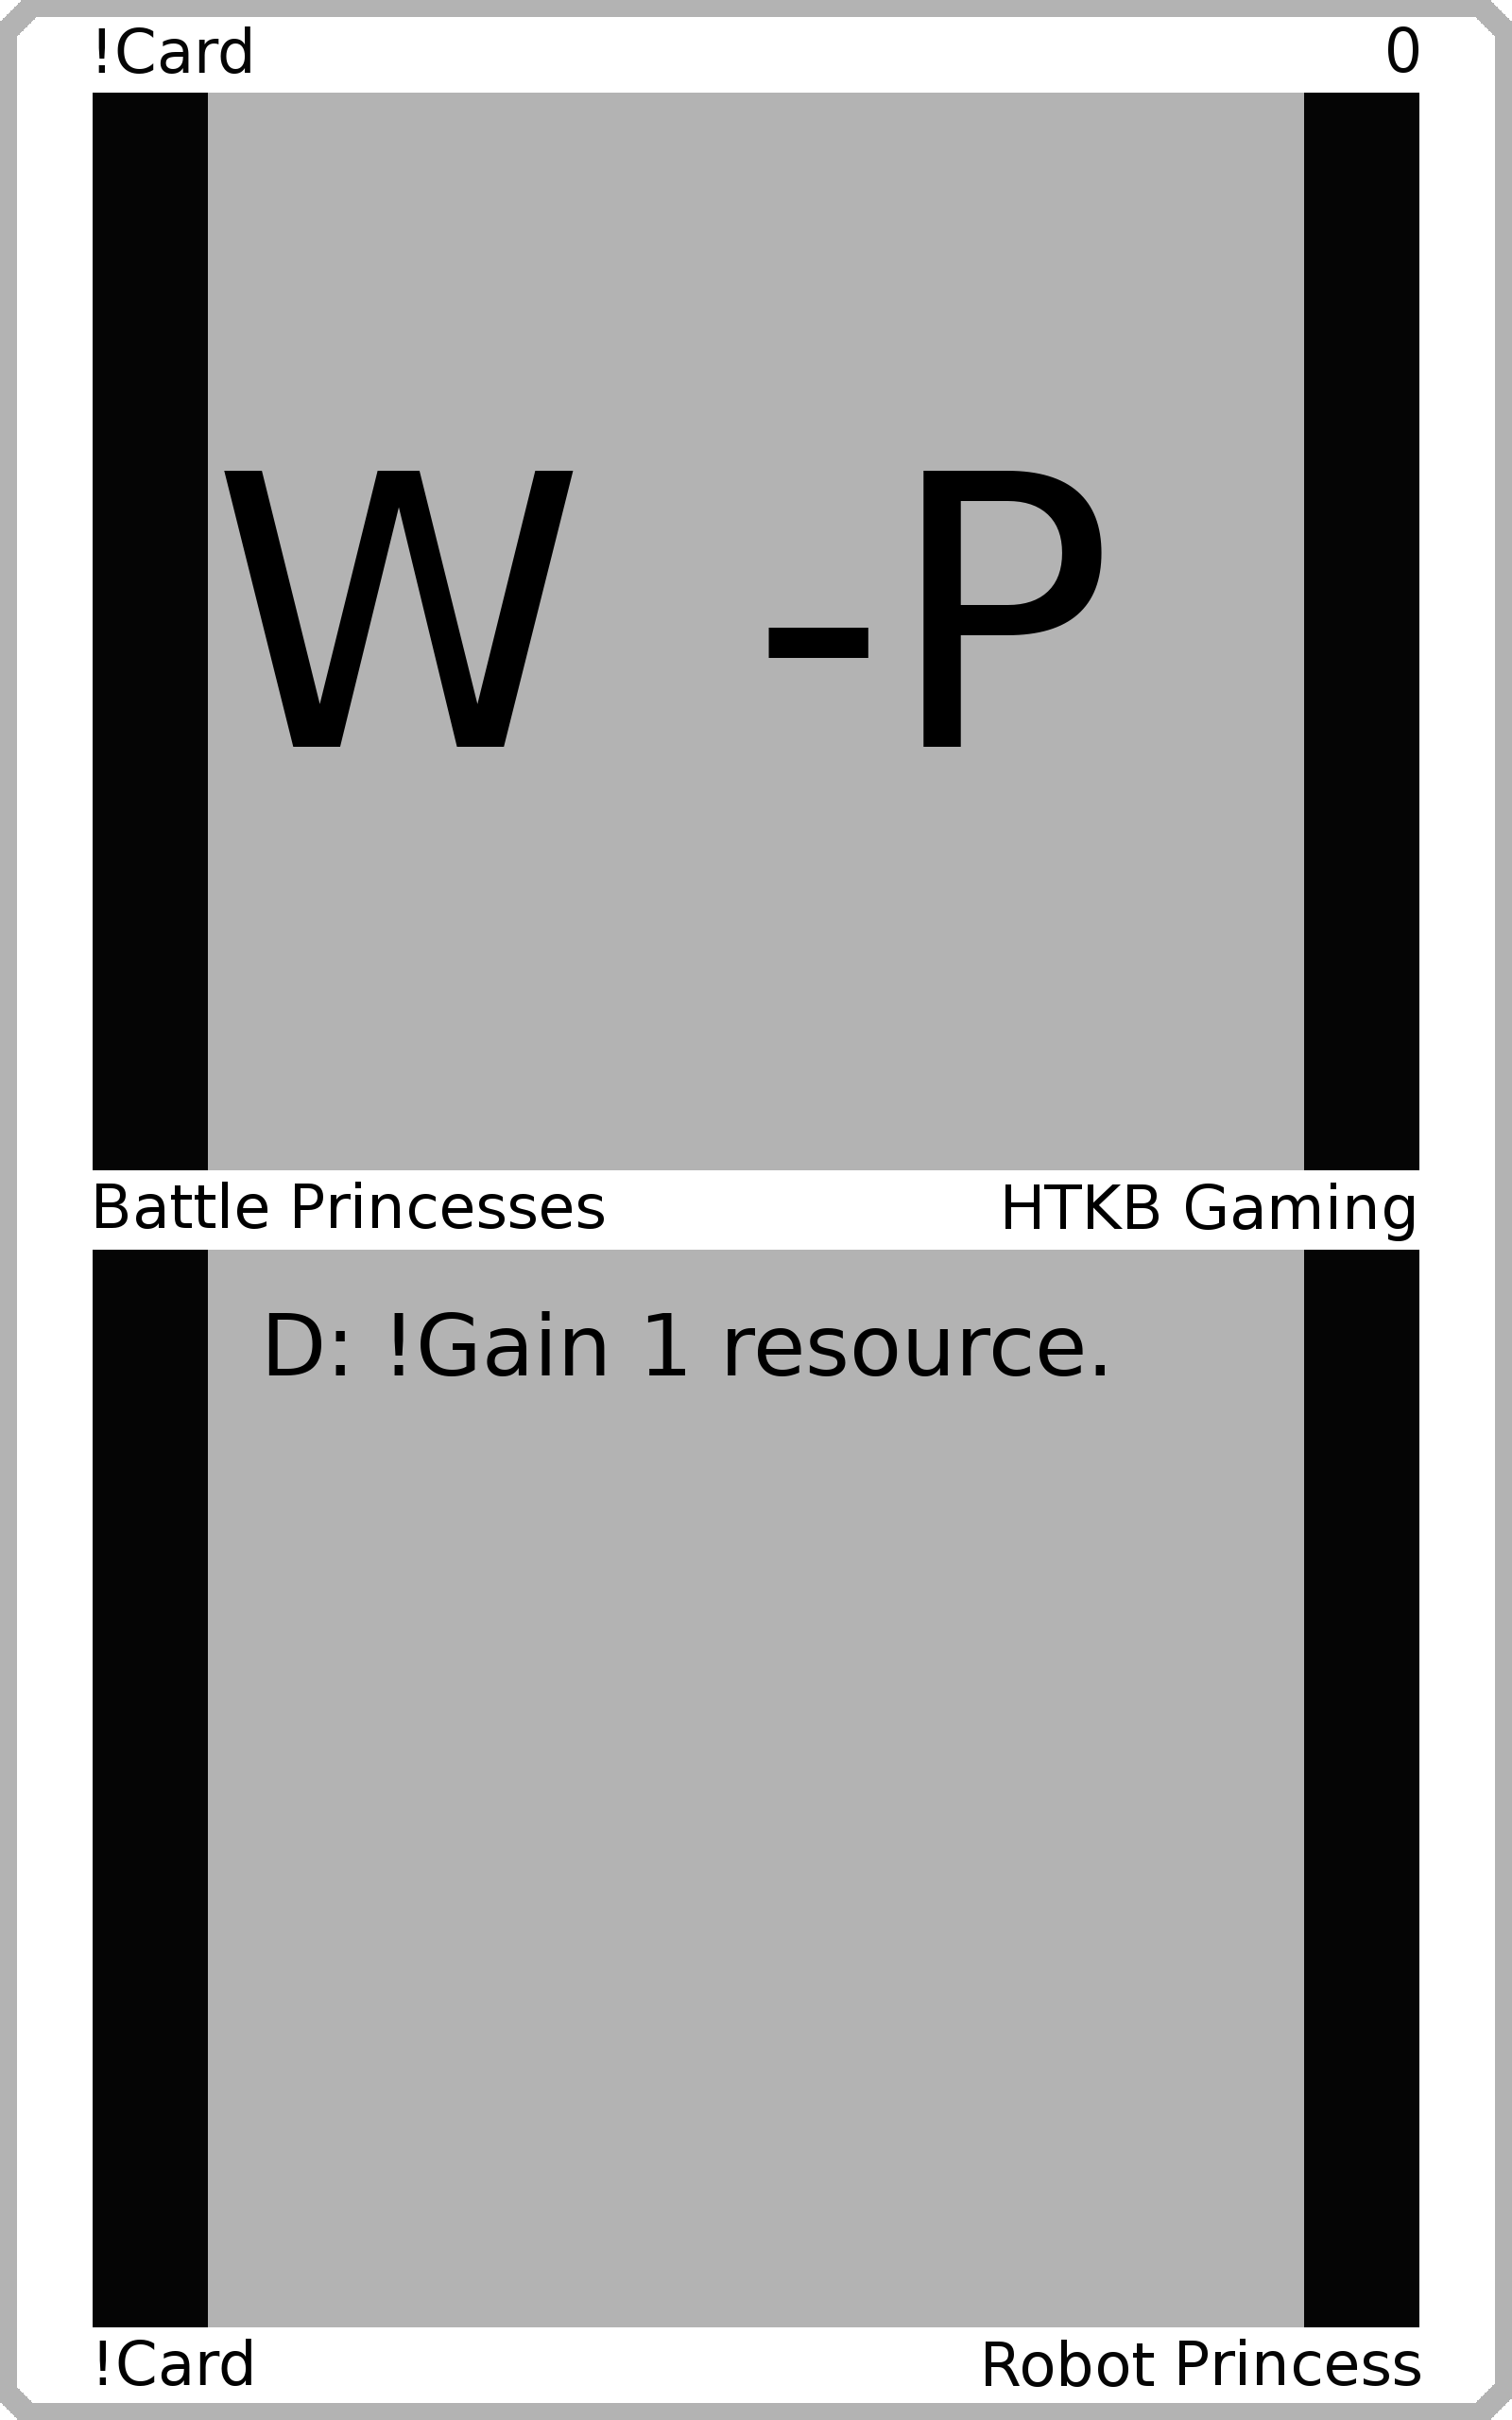 !Card 0
W -P
Battle Princesses HTKB Gaming
D: !Gain 1 resource.
!Card Robot Princess